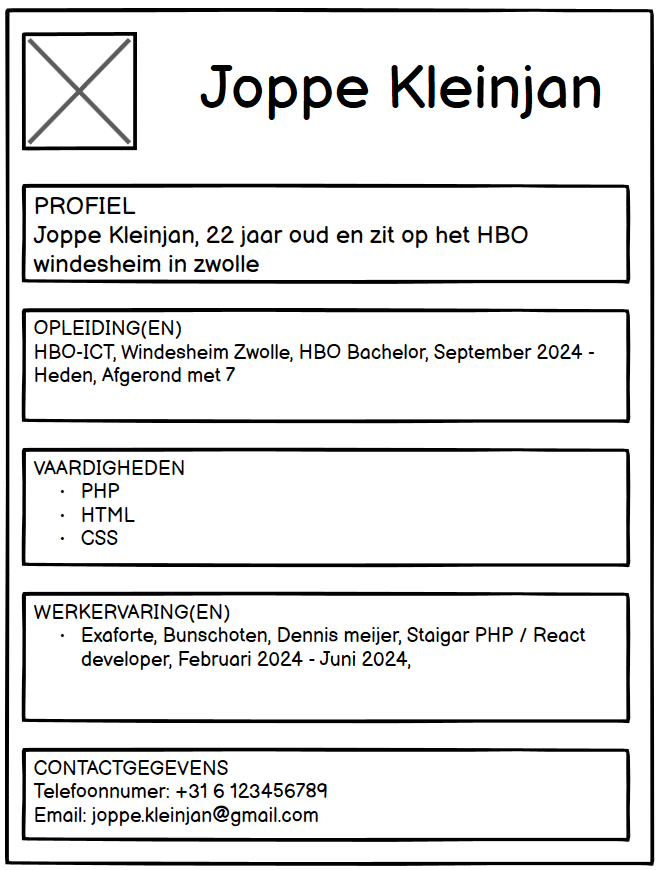 Joppe Kleinjan
PROFIEL
Joppe Kleinjan, 22 jaar oud en zit op het HBO
windesheim in zwolle
OPLEIDING(EN)
HBO-ICT, Windesheim Zwolle, HBO Bachelor, September 2024 -
Heden, Afgerond met 7
VAARDIGHEDEN
• PHP
• HTML
• CSS
WERKERVARING(EN)
• Exaforte, Bunschoten, Dennis meijer, Staigar PHP / React
developer, Februari 2024 - Juni 2024,
CONTACTGEGEVENS
Telefoonnumer: +31 6 123456789
Email: joppe.kleinjan@gmail.com